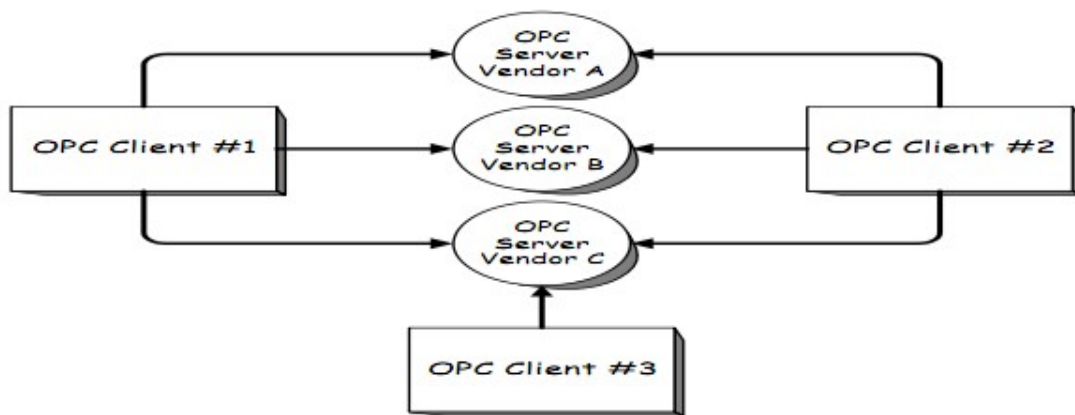 OPC
Server
Vendor A
OPC Client #1
OPC
Server
Vendor B
OPC Client #2
OPC
Server
Vendor C
OPC Client #3